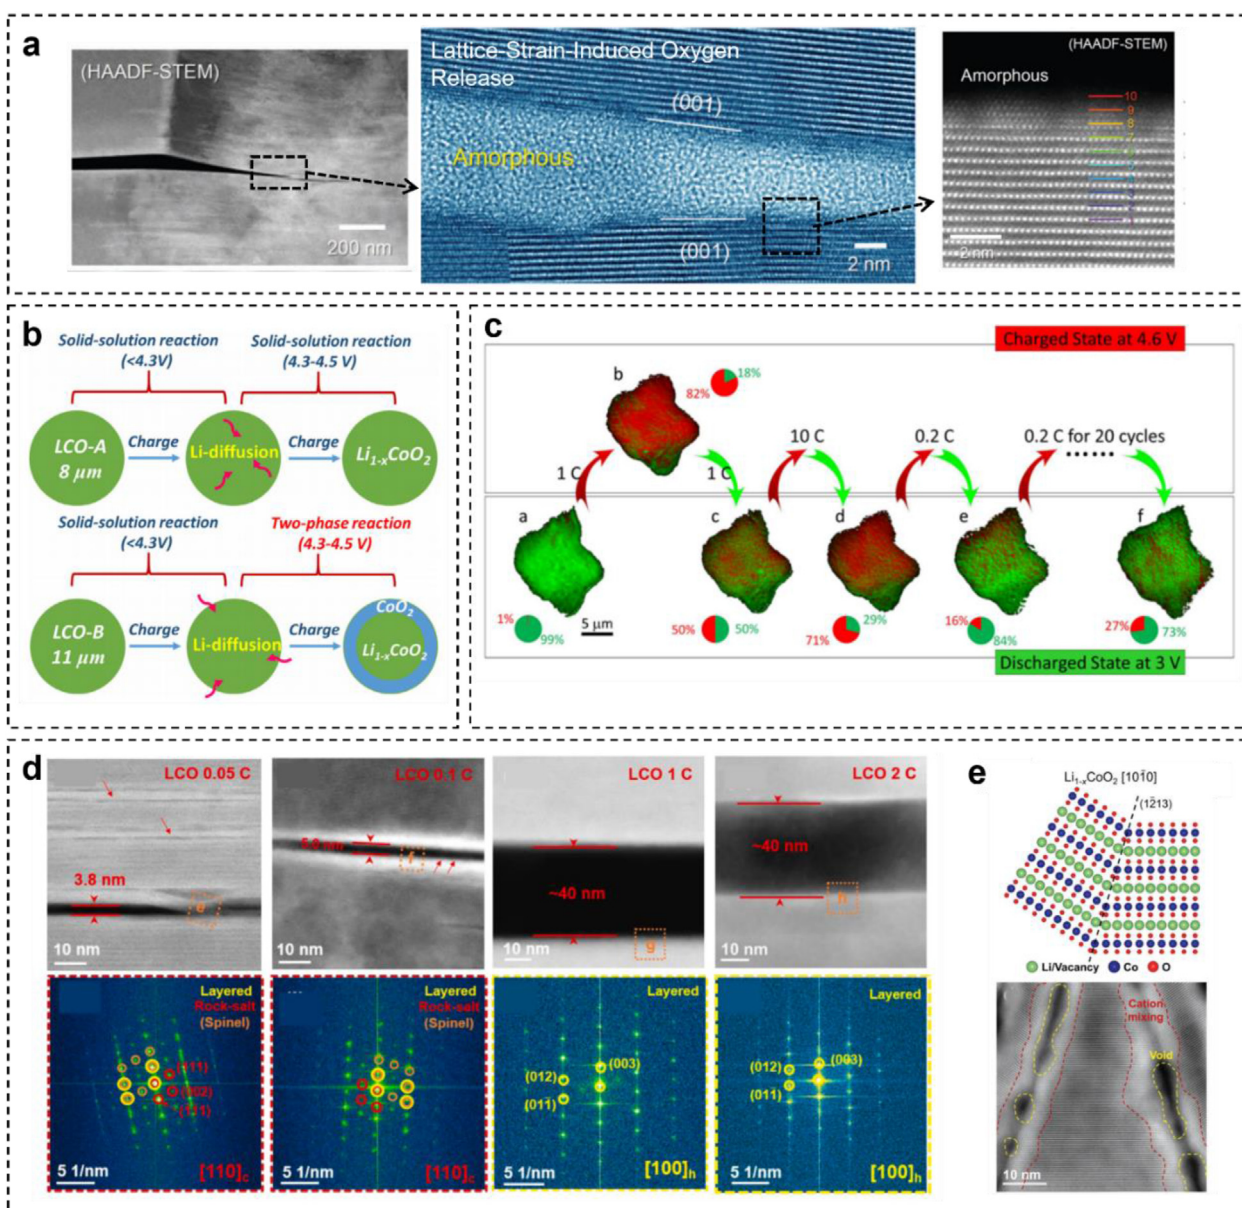 a
(HAADF-STEM)
200 nm
Lattice-Strain-Induced Oxygen
Release
(001)
Amorphous
(001)
2 nm
(HAADF-STEM)
Amorphous
10
9
8
2 nm
b
Solid-solution reaction
(<4.3V)
Solid-solution reaction
(4.3-4.5 V)
LCO-A
8 μm
Charge
Li-diffusion
Charge
Li1-xCoO2
Solid-solution reaction
(<4.3V)
Two-phase reaction
(4.3-4.5 V)
LCO-B
11 μm
Charge
Li-diffusion
Charge
CoO2
Li1-xCoO2
c
Charged State at 4.6 V
b
18%
82%
1 C
1 C
10 C
0.2 C
0.2 C for 20 cycles
a
c
d
e
f
5 μm
1%
99%
50%
50%
71%
29%
16%
84%
27%
73%
Discharged State at 3 V
d
LCO 0.05 C
3.8 nm
e
10 nm
LCO 0.1 C
f
10 nm
LCO 1 C
~40 nm
g
10 nm
LCO 2 C
~40 nm
h
10 nm
Layered
Rock-salt
(Spinel)
5 1/nm
[110]c
Layered
Rock-salt
(Spinel)
5 1/nm
[110]c
Layered
(003)
(012)
(011̄)
5 1/nm
[100]h
Layered
(003)
(012)
(011̄)
5 1/nm
[100]h
e
Li1-xCoO2 [101̄0]
(12̄13)
Li/Vacancy
Co
O
Cation
mixing
Void
10 nm